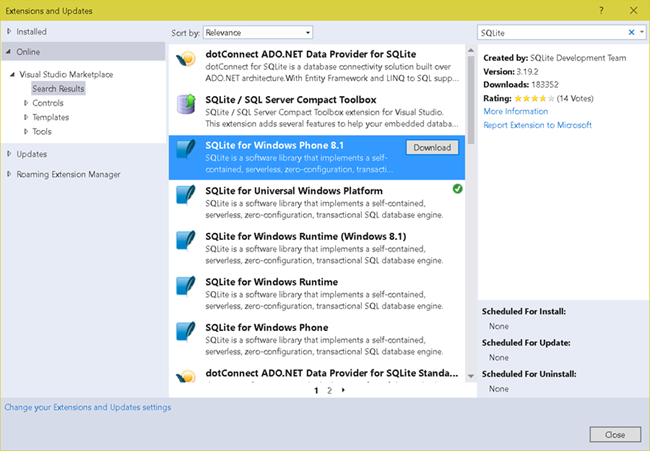 Extensions and Updates
? ×
Installed
Online
Visual Studio Marketplace
Search Results
Controls
Templates
Tools
Updates
Roaming Extension Manager
Change your Extensions and Updates settings
Sort by: Relevance
dotConnect ADO.NET Data Provider for SQLite
dotConnect for SQLite is a database connectivity solution built over
ADO.NET architecture.With Entity Framework and LINQ to SQL supp...
SQLite / SQL Server Compact Toolbox
SQLite / SQL Server Compact Toolbox extension for Visual Studio.
This extension adds several features to help your embedded databa...
SQLite for Windows Phone 8.1
Download
SQLite is a software library that implements a self-
contained, serverless, zero-configuration, transacti...
SQLite for Universal Windows Platform
SQLite is a software library that implements a self-contained,
serverless, zero-configuration, transactional SQL database engine.
SQLite for Windows Runtime (Windows 8.1)
SQLite is a software library that implements a self-contained,
serverless, zero-configuration, transactional SQL database engine.
SQLite for Windows Runtime
SQLite is a software library that implements a self-contained,
serverless, zero-configuration, transactional SQL database engine.
SQLite for Windows Phone
SQLite is a software library that implements a self-contained,
serverless, zero-configuration, transactional SQL database engine.
dotConnect ADO.NET Data Provider for SQLite Standa...
1 2
SQLite
Created by: SQLite Development Team
Version: 3.19.2
Downloads: 183352
Rating: (14 Votes)
More Information
Report Extension to Microsoft
Scheduled For Install:
None
Scheduled For Update:
None
Scheduled For Uninstall:
None
Close